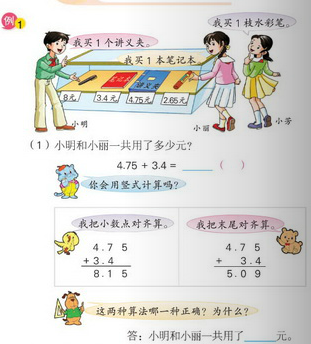 例1
我买1个讲义夹。
我买1枝水彩笔。
我买1本笔记本
笔记本
讲义夹
8元 3.4元 4.75元 2.65元
小明
小丽
小芳
（1）小明和小丽一共用了多少元？
4.75 + 3.4 = （ ）
你会用竖式计算吗？
我把小数点对齐算。
4.7 5
+ 3.4
8.1 5
我把末尾对齐算。
4.7 5
+ 3.4
5.0 9
这两种算法哪一种正确？为什么？
答：小明和小丽一共用了 元。